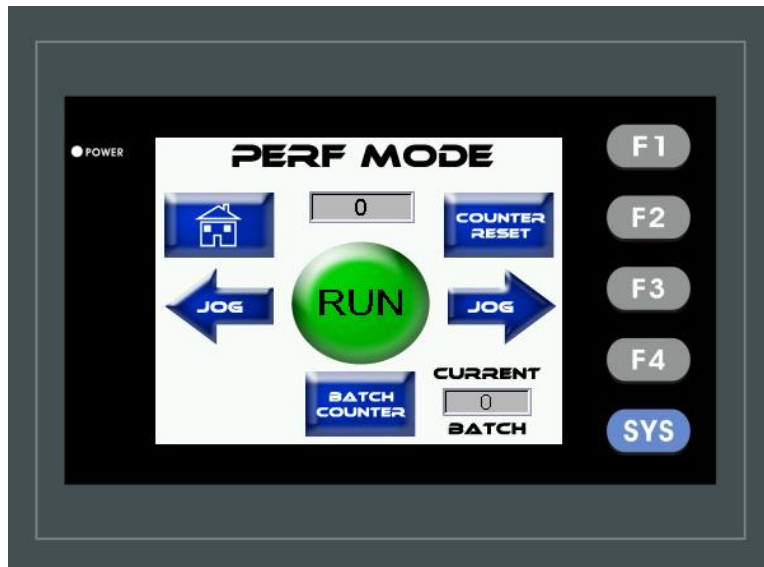 POWER
PERF MODE
F1
0
COUNTER
RESET
F2
JOG
RUN
JOG
F3
CURRENT
F4
BATCH
COUNTER
0
BATCH
SYS